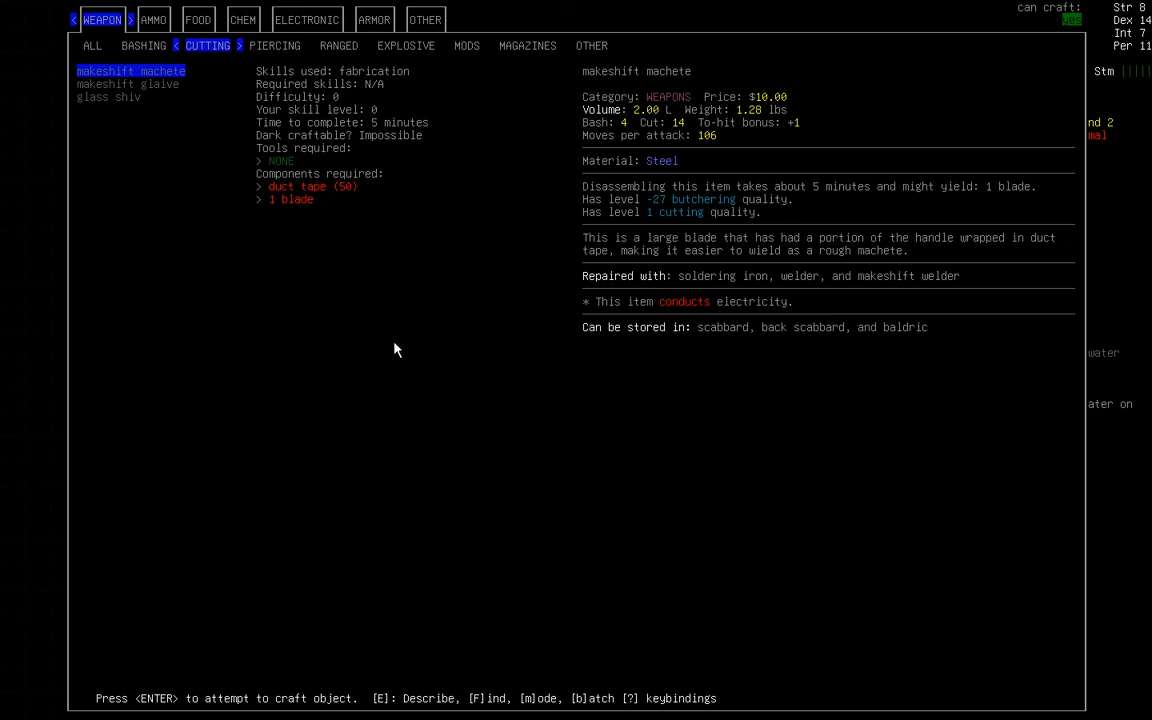 can craft: Str 8
< WEAPON > AMMO FOOD CHEM ELECTRONIC ARMOR OTHER yes Dex 14
Int 7
ALL BASHING < CUTTING > PIERCING RANGED EXPLOSIVE MODS MAGAZINES OTHER Per 11
makeshift machete Skills used: fabrication makeshift machete Stm |||||
makeshift glaive Required skills: N/A
glass shiv Difficulty: 0 Category: WEAPONS Price: $10.00
Your skill level: 0 Volume: 2.00 L Weight: 1.28 lbs
Time to complete: 5 minutes Bash: 4 Cut: 14 To-hit bonus: +1 nd 2
Dark craftable? Impossible Moves per attack: 106 mal
Tools required:
> NONE Material: Steel
Components required:
> duct tape (50) Disassembling this item takes about 5 minutes and might yield: 1 blade.
> 1 blade Has level -27 butchering quality.
Has level 1 cutting quality.
This is a large blade that has had a portion of the handle wrapped in duct
tape, making it easier to wield as a rough machete.
Repaired with: soldering iron, welder, and makeshift welder
* This item conducts electricity.
Can be stored in: scabbard, back scabbard, and baldric
water
ater on
Press <ENTER> to attempt to craft object. [E]: Describe, [F]ind, [m]ode, [b]atch [?] keybindings